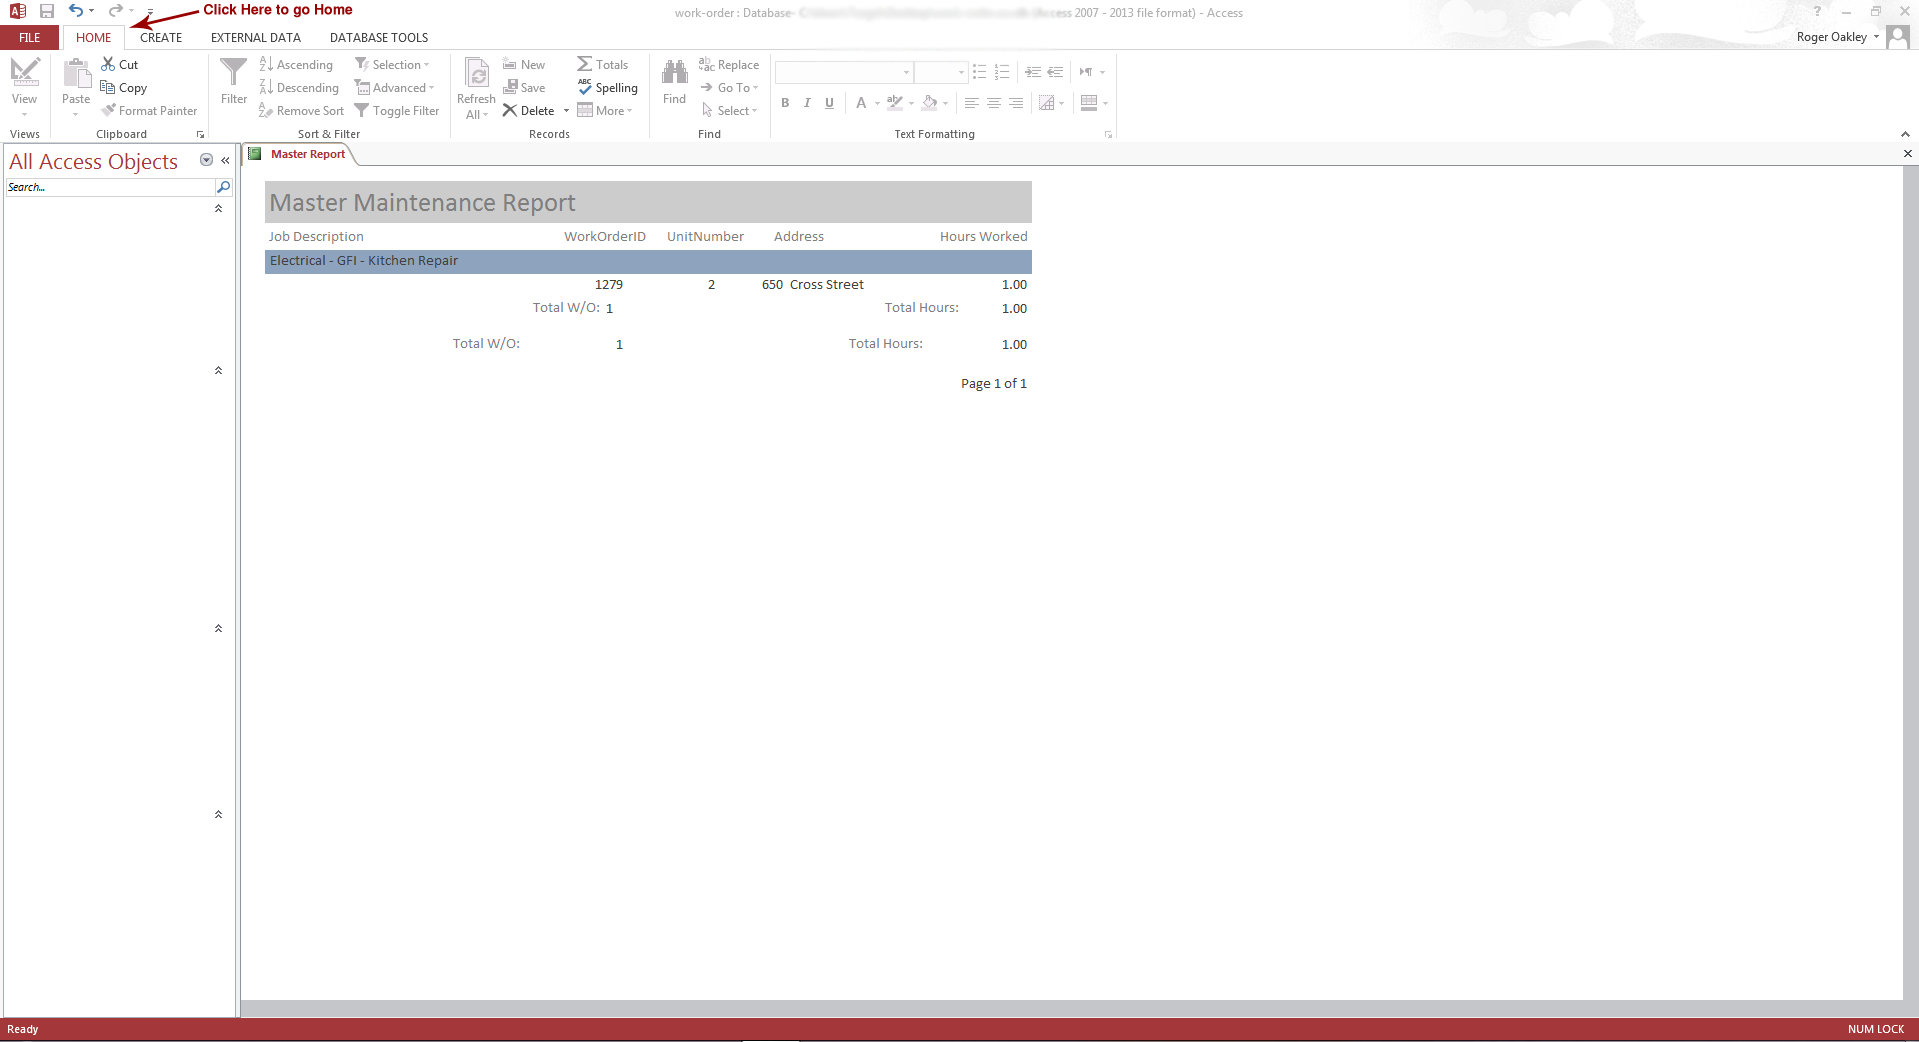 Click Here to go Home
work-order : Database- (Access 2007 - 2013 file format) - Access
FILE HOME CREATE EXTERNAL DATA DATABASE TOOLS
Roger Oakley
View
Views
Paste
Cut
Copy
Format Painter
Clipboard
Filter
Ascending
Descending
Remove Sort
Selection
Advanced
Toggle Filter
Sort & Filter
Refresh
All
New
Save
Delete
Totals
Spelling
More
Records
Find
Replace
Go To
Select
Find
B I U A
Text Formatting
All Access Objects
Search...
Master Report
Master Maintenance Report
Job Description WorkOrderID UnitNumber Address Hours Worked
Electrical - GFI - Kitchen Repair
1279 2 650 Cross Street 1.00
Total W/O: 1 Total Hours: 1.00
Total W/O: 1 Total Hours: 1.00
Page 1 of 1
Ready
NUM LOCK